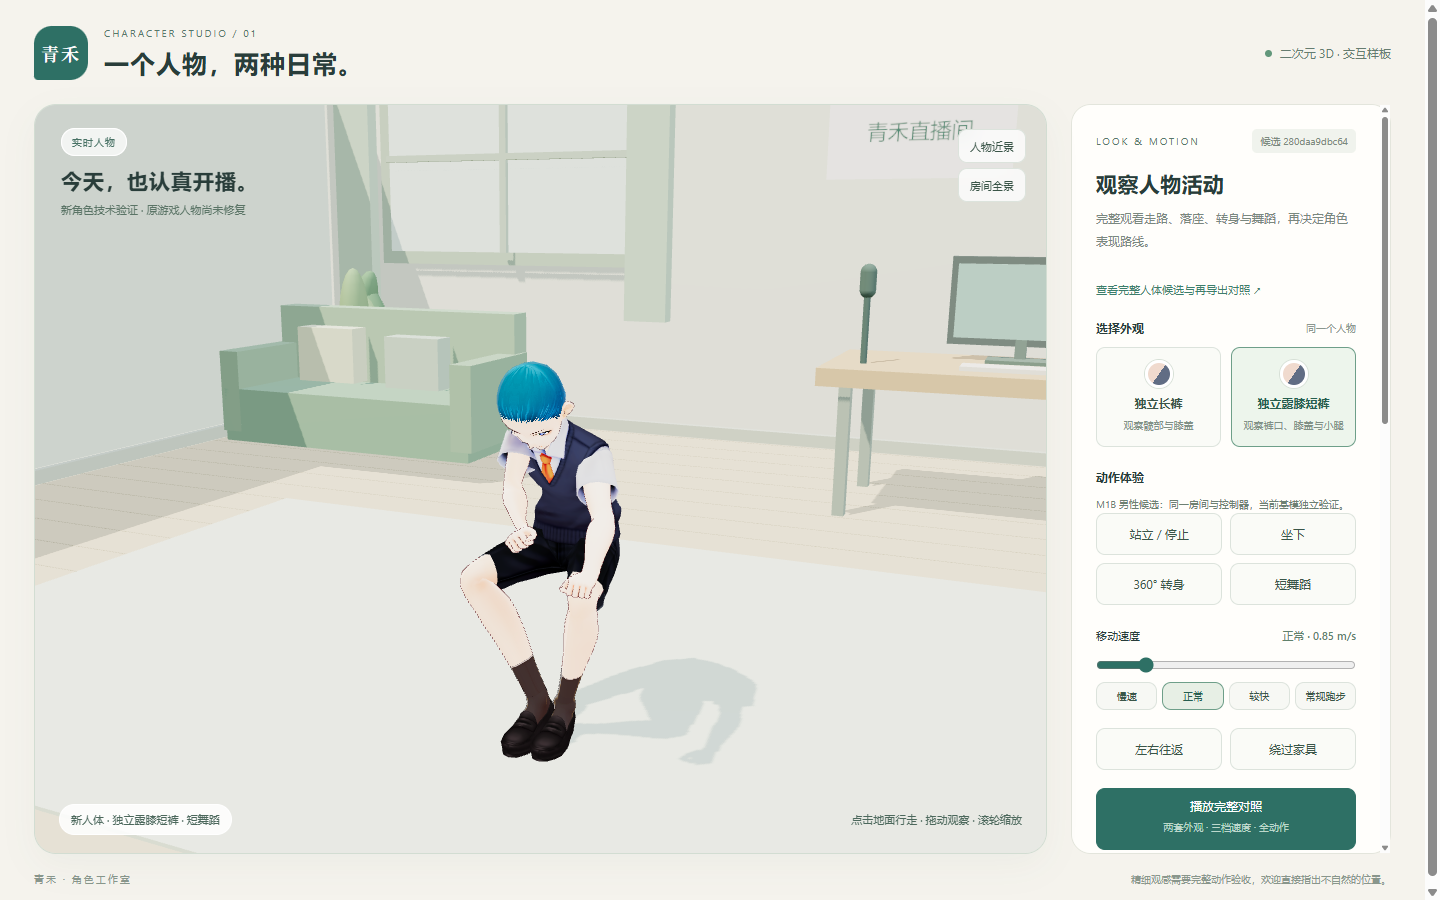 青禾
CHARACTER STUDIO / 01
一个人物，两种日常。
二次元 3D · 交互样板
实时人物
今天，也认真开播。
新角色技术验证 · 原游戏人物尚未修复
青禾直播间
人物近景
房间全景
新人体 · 独立露膝短裤 · 短舞蹈
点击地面行走 · 拖动观察 · 滚轮缩放
LOOK & MOTION
候选 280daa9dbc64
观察人物活动
完整观看走路、落座、转身与舞蹈，再决定角色
表现路线。
查看完整人体候选与再导出对照 ↗
选择外观
同一个人物
独立长裤
观察髋部与膝盖
独立露膝短裤
观察裤口、膝盖与小腿
动作体验
M1B 男性候选：同一房间与控制器，当前基模独立验证。
站立 / 停止
坐下
360° 转身
短舞蹈
移动速度
正常 · 0.85 m/s
慢速
正常
较快
常规跑步
左右往返
绕过家具
播放完整对照
两套外观 · 三档速度 · 全动作
青禾 · 角色工作室
精细观感需要完整动作验收，欢迎直接指出不自然的位置。